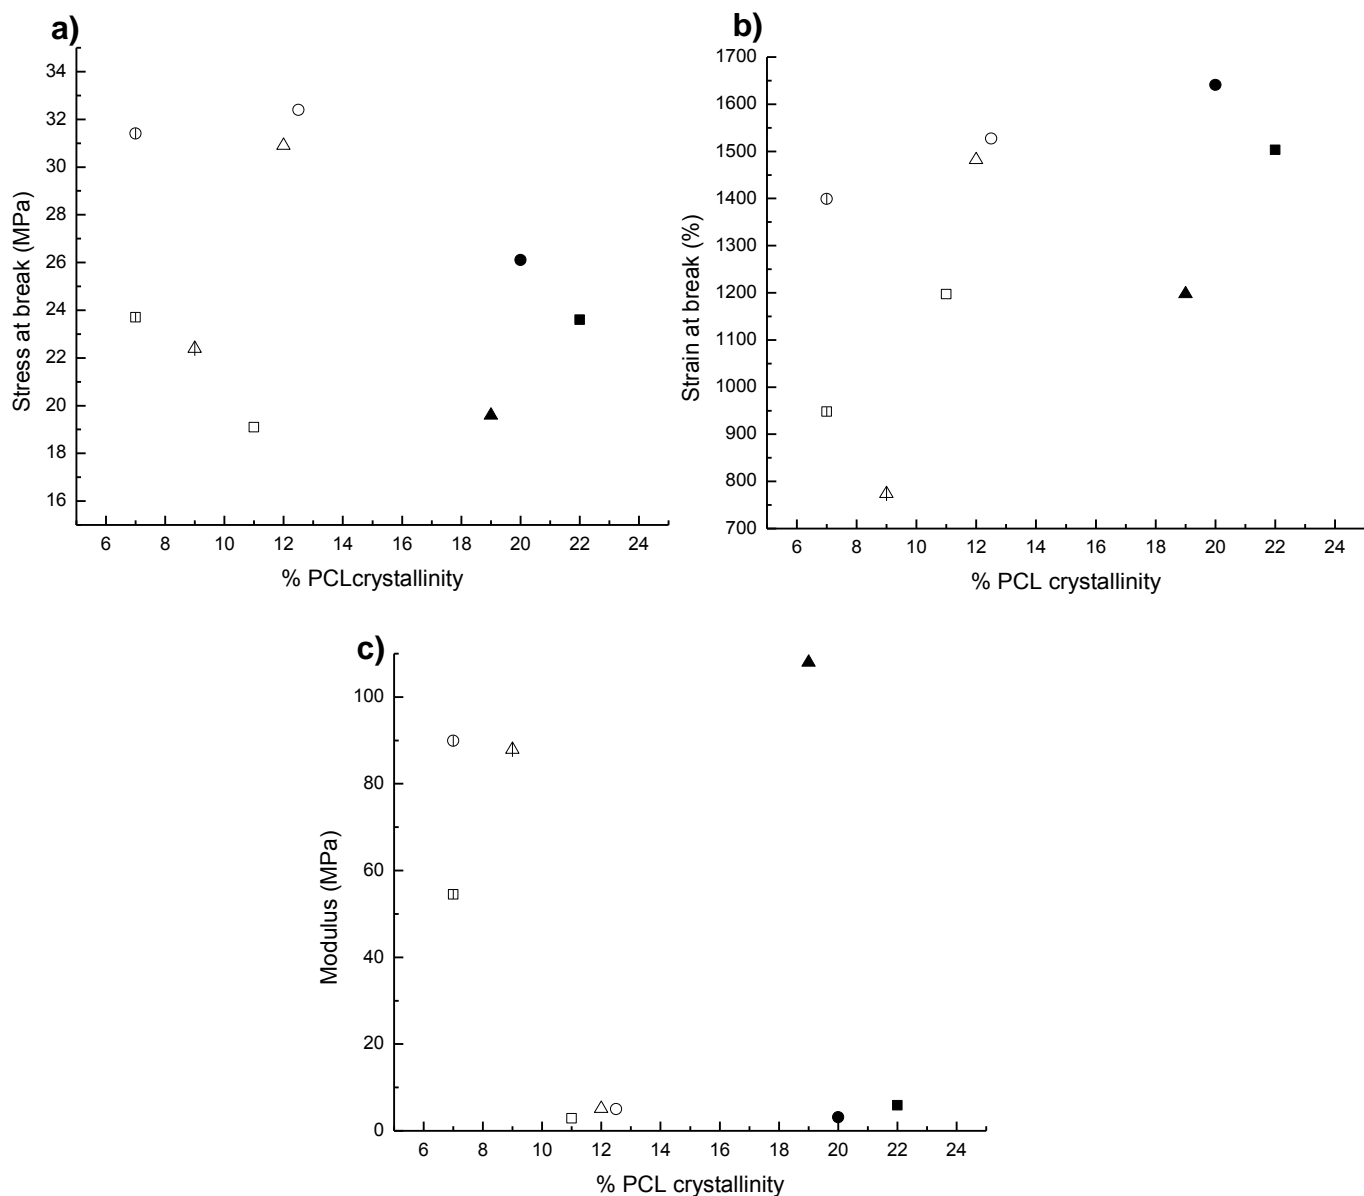 a)
34
32
30
28
26
24
22
20
18
16
Stress at break (MPa)
6 8 10 12 14 16 18 20 22 24
% PCLcrystallinity
b)
1700
1600
1500
1400
1300
1200
1100
1000
900
800
700
Strain at break (%)
6 8 10 12 14 16 18 20 22 24
% PCL crystallinity
c)
100
80
60
40
20
0
Modulus (MPa)
6 8 10 12 14 16 18 20 22 24
% PCL crystallinity